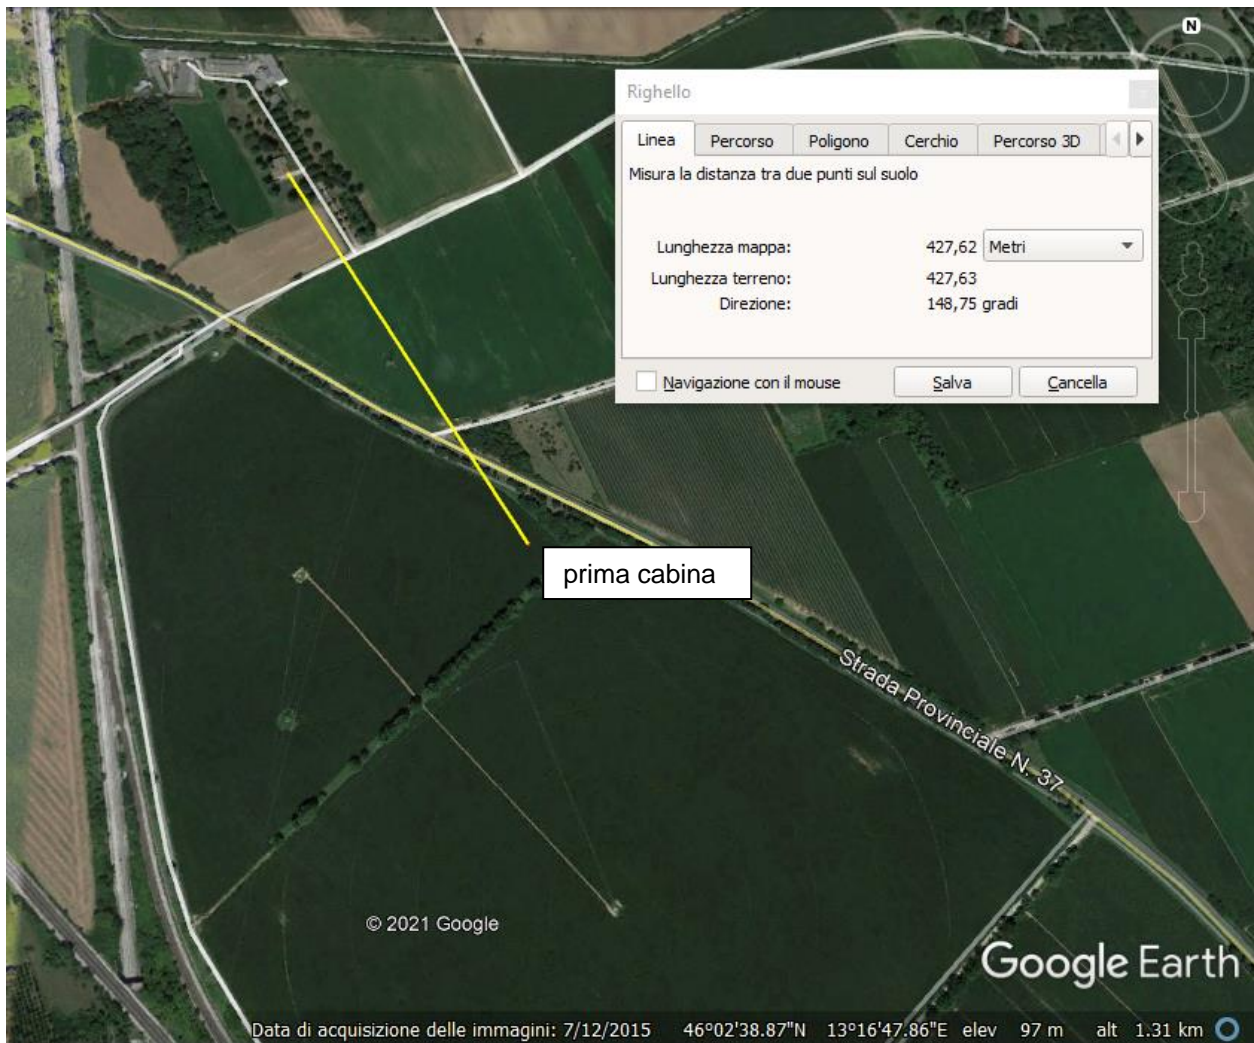 N
Righello
Linea Percorso Poligono Cerchio Percorso 3D
Misura la distanza tra due punti sul suolo
Lunghezza mappa: 427,62 Metri
Lunghezza terreno: 427,63
Direzione: 148,75 gradi
Navigazione con il mouse Salva Cancella
prima cabina
Strada Provinciale N. 37
© 2021 Google
Google Earth
Data di acquisizione delle immagini: 7/12/2015 46°02'38.87"N 13°16'47.86"E elev 97 m alt 1.31 km